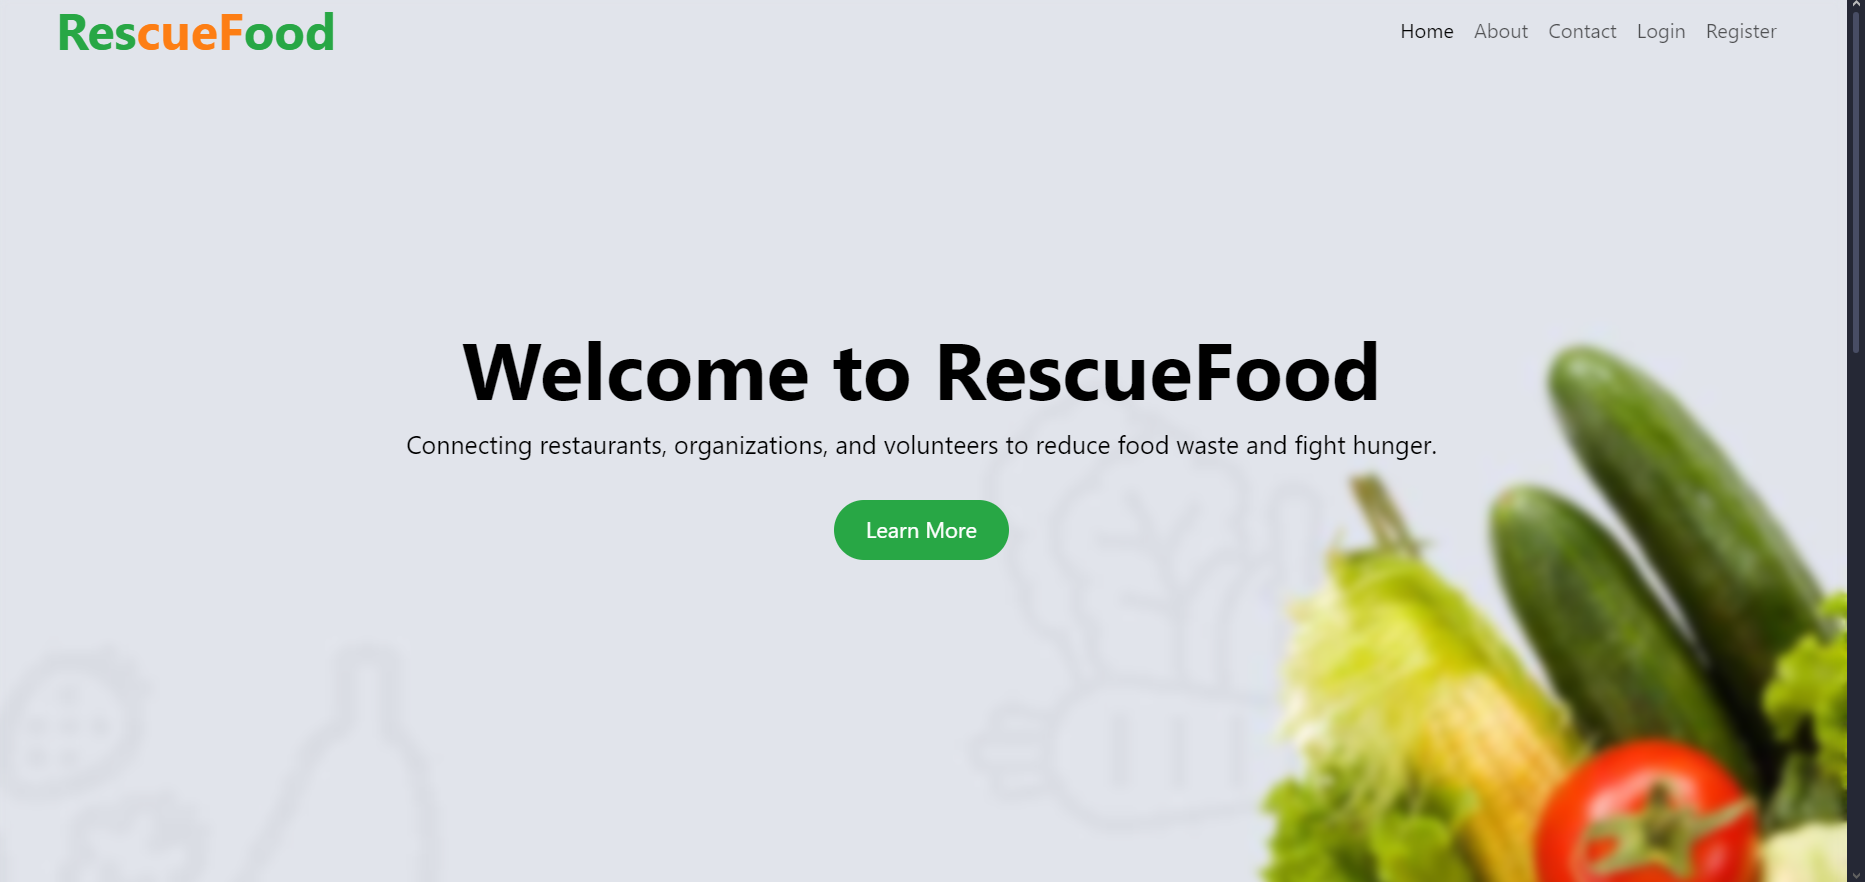 RescueFood
Home About Contact Login Register
Welcome to RescueFood
Connecting restaurants, organizations, and volunteers to reduce food waste and fight hunger.
Learn More